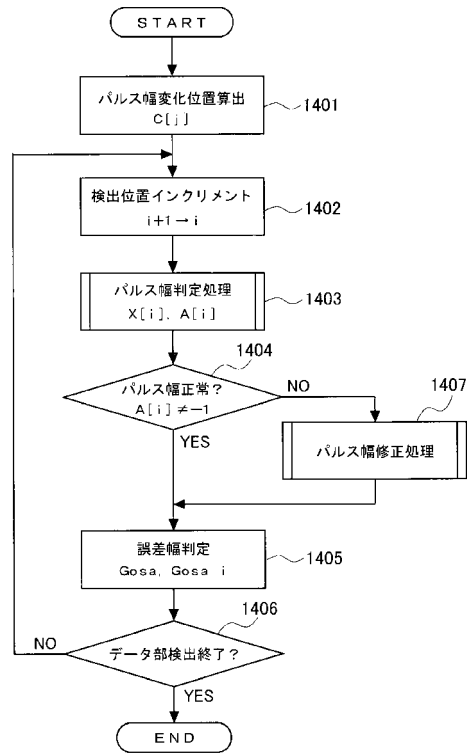 START
パルス幅変化位置算出
C[j]
1401
検出位置インクリメント
i+1→i
1402
パルス幅判定処理
X[i]、A[i]
1403
1404
パルス幅正常?
A[i]≠−1
NO
YES
1407
パルス幅修正処理
誤差幅判定
Gosa, Gosa i
1405
1406
データ部検出終了?
NO
YES
END